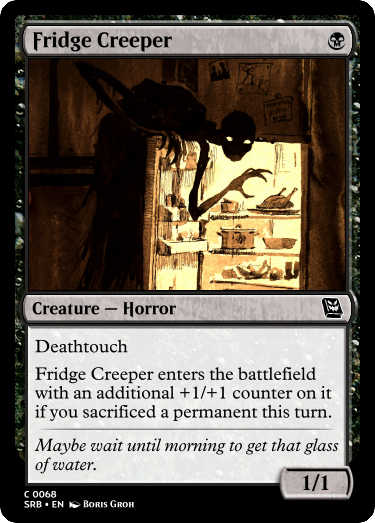 Fridge Creeper
Creature — Horror
Deathtouch
Fridge Creeper enters the battlefield
with an additional +1/+1 counter on it
if you sacrificed a permanent this turn.
Maybe wait until morning to get that glass
of water.
1/1
C 0068
SRB • EN Boris Groh